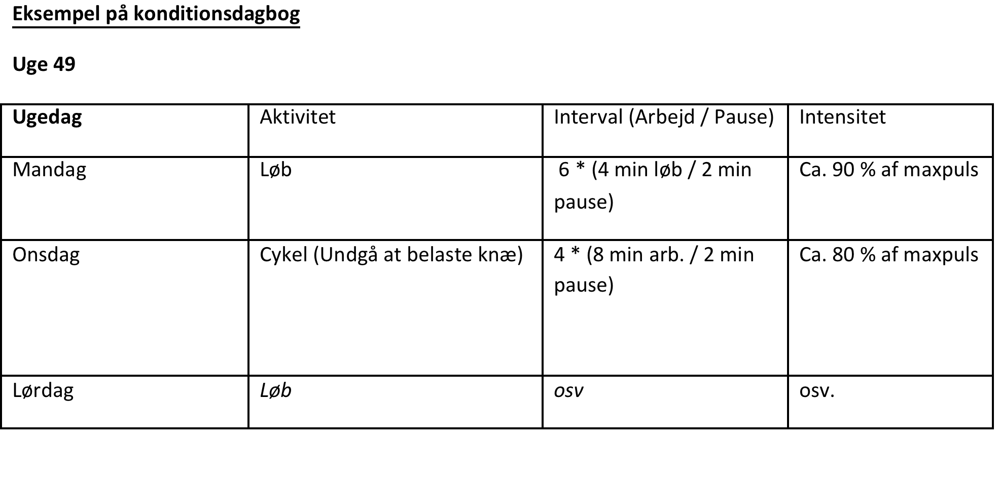 Eksempel på konditionsdagbog
Uge 49
Ugedag Aktivitet Interval (Arbejd / Pause) Intensitet
Mandag Løb 6 * (4 min løb / 2 min Ca. 90 % af maxpuls
pause)
Onsdag Cykel (Undgå at belaste knæ) 4 * (8 min arb. / 2 min Ca. 80 % af maxpuls
pause)
Lørdag Løb osv osv.